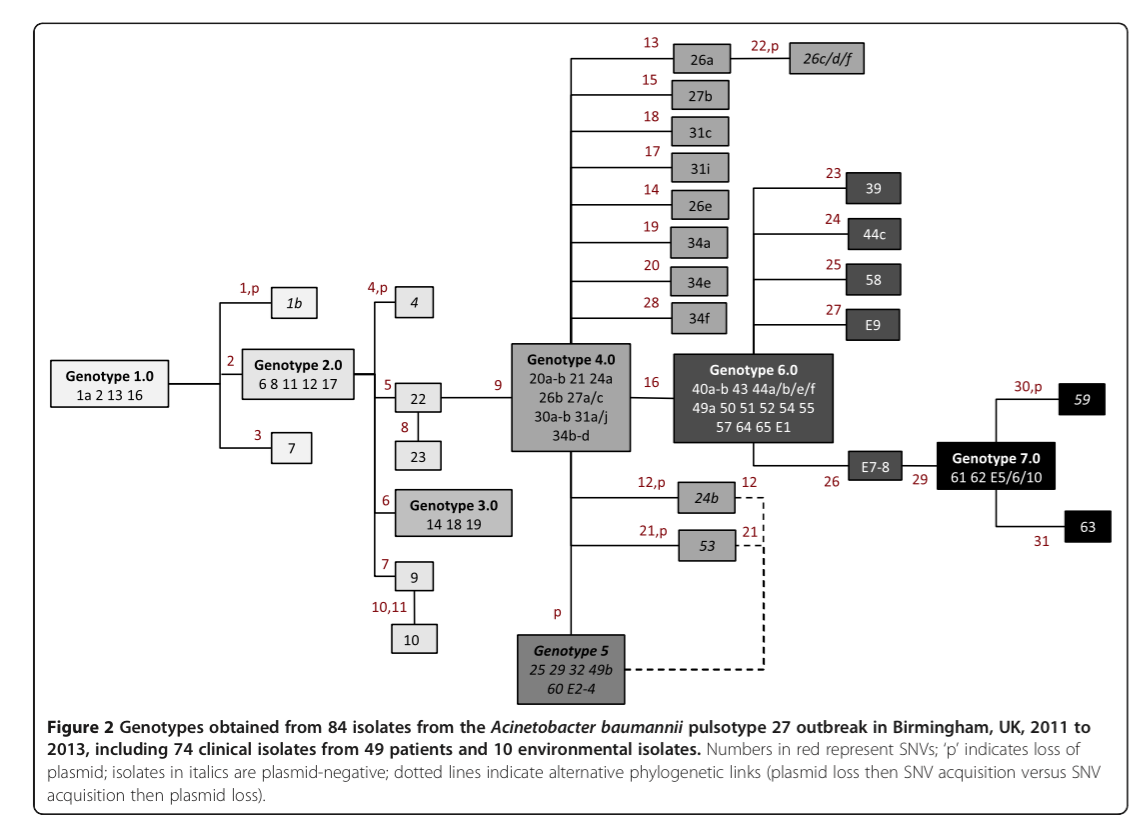 13
26a
22,p
26c/d/f
15
27b
18
31c
17
31i
14
26e
19
34a
20
34e
28
34f
23
39
24
44c
25
58
27
E9
1,p
1b
4,p
4
2
Genotype 1.0
1a 2 13 16
Genotype 2.0
6 8 11 12 17
3
7
5
22
8
23
9
6
Genotype 3.0
14 18 19
7
9
10,11
10
Genotype 4.0
20a-b 21 24a
26b 27a/c
30a-b 31a/j
34b-d
16
Genotype 6.0
40a-b 43 44a/b/e/f
49a 50 51 52 54 55
57 64 65 E1
26
E7-8
29
30,p
59
Genotype 7.0
61 62 E5/6/10
31
63
12,p
24b
12
21,p
53
21
p
Genotype 5
25 29 32 49b
60 E2-4
Figure 2 Genotypes obtained from 84 isolates from the Acinetobacter baumannii pulsotype 27 outbreak in Birmingham, UK, 2011 to
2013, including 74 clinical isolates from 49 patients and 10 environmental isolates. Numbers in red represent SNVs; ‘p’ indicates loss of
plasmid; isolates in italics are plasmid-negative; dotted lines indicate alternative phylogenetic links (plasmid loss then SNV acquisition versus SNV
acquisition then plasmid loss).